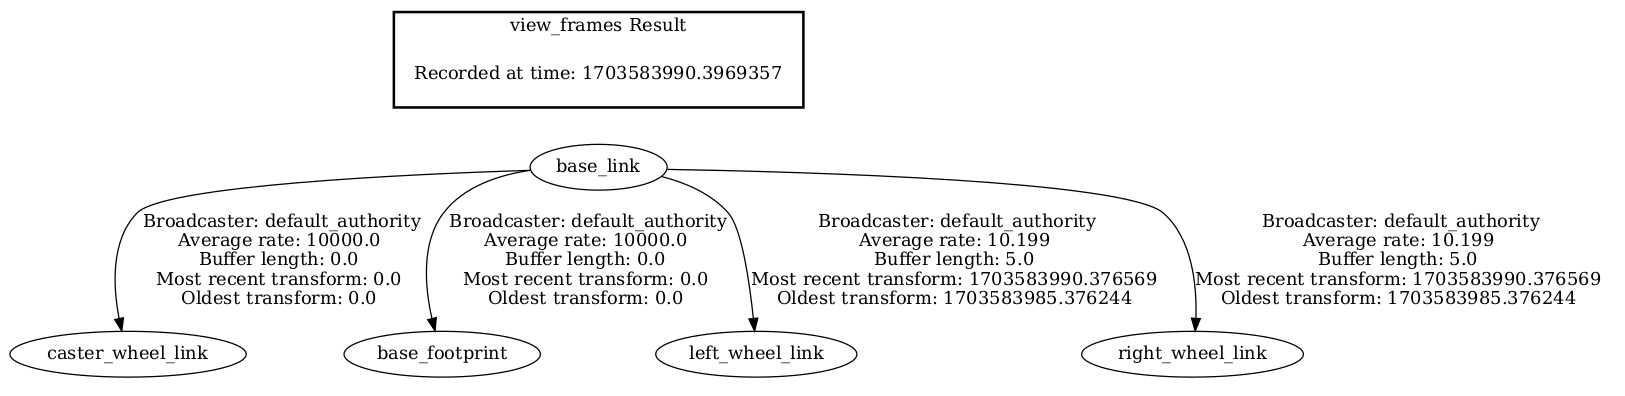 view_frames Result
Recorded at time: 1703583990.3969357
base_link
Broadcaster: default_authority
Average rate: 10000.0
Buffer length: 0.0
Most recent transform: 0.0
Oldest transform: 0.0
Broadcaster: default_authority
Average rate: 10000.0
Buffer length: 0.0
Most recent transform: 0.0
Oldest transform: 0.0
Broadcaster: default_authority
Average rate: 10.199
Buffer length: 5.0
Most recent transform: 1703583990.376569
Oldest transform: 1703583985.376244
Broadcaster: default_authority
Average rate: 10.199
Buffer length: 5.0
Most recent transform: 1703583990.376569
Oldest transform: 1703583985.376244
caster_wheel_link
base_footprint
left_wheel_link
right_wheel_link